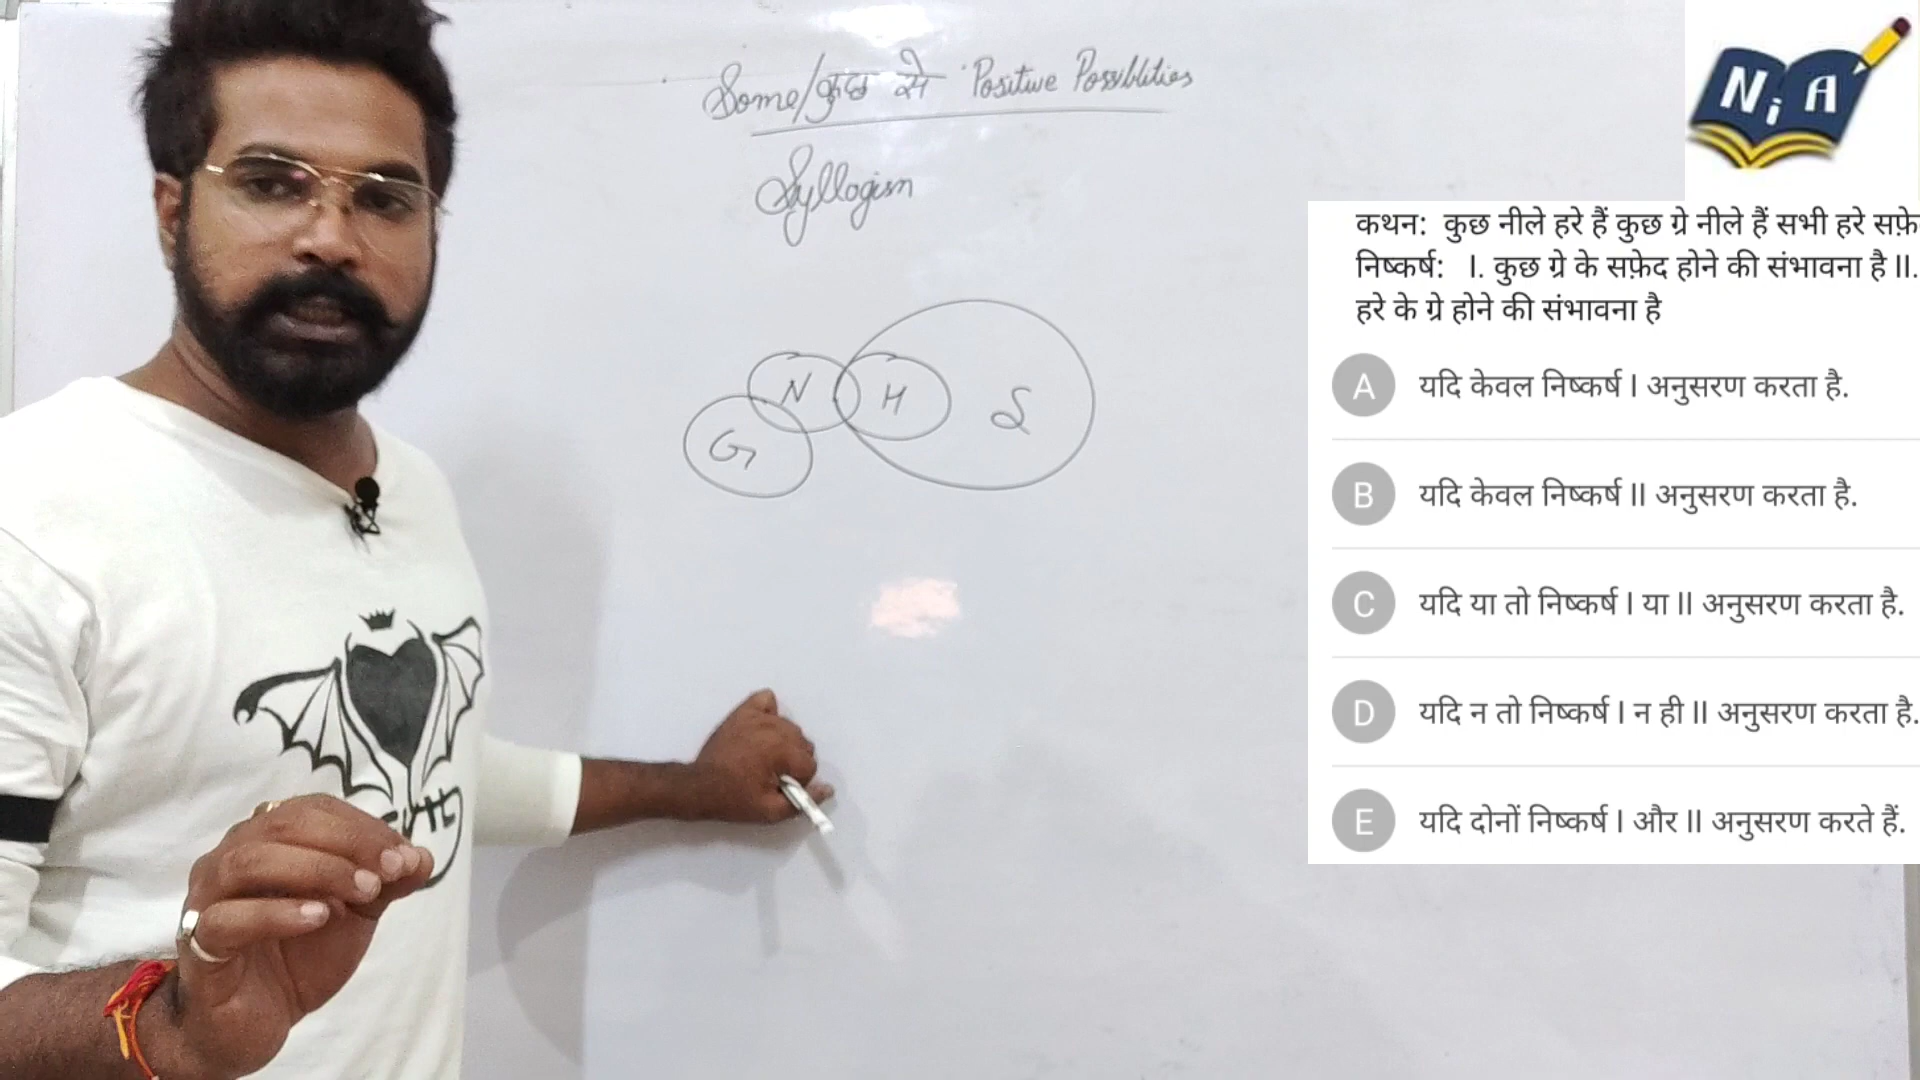 Some/कुछ से Positive Possiblities
Syllogism
N
H
S
G
N i A
कथन: कुछ नीले हरे हैं कुछ ग्रे नीले हैं सभी हरे सफ़े
निष्कर्ष: I. कुछ ग्रे के सफ़ेद होने की संभावना है II.
हरे के ग्रे होने की संभावना है
A यदि केवल निष्कर्ष I अनुसरण करता है.
B यदि केवल निष्कर्ष II अनुसरण करता है.
C यदि या तो निष्कर्ष I या II अनुसरण करता है.
D यदि न तो निष्कर्ष I न ही II अनुसरण करता है.
E यदि दोनों निष्कर्ष I और II अनुसरण करते हैं.